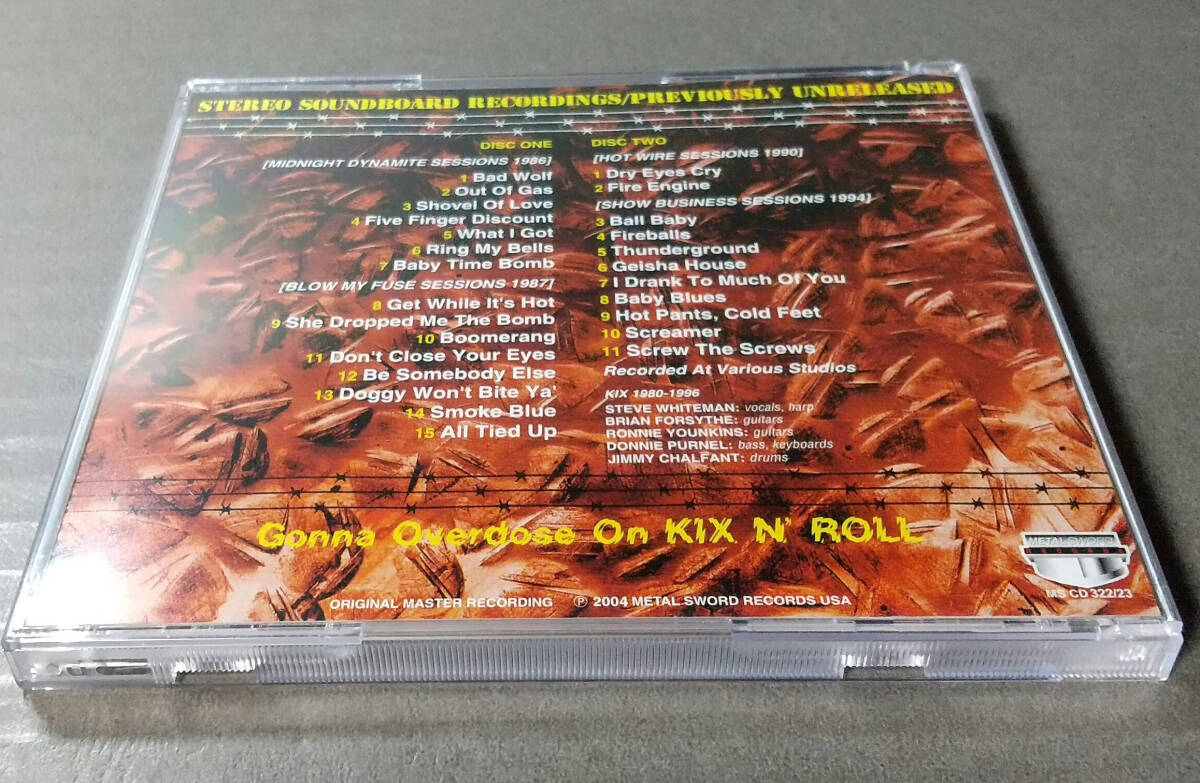 STEREO SOUNDBOARD RECORDINGS/PREVIOUSLY UNRELEASED
DISC ONE
[MIDNIGHT DYNAMITE SESSIONS 1986]
1 Bad Wolf
2 Out Of Gas
3 Shovel Of Love
4 Five Finger Discount
5 What I Got
6 Ring My Bells
7 Baby Time Bomb
[BLOW MY FUSE SESSIONS 1987]
8 Get While It's Hot
9 She Dropped Me The Bomb
10 Boomerang
11 Don't Close Your Eyes
12 Be Somebody Else
13 Doggy Won't Bite Ya'
14 Smoke Blue
15 All Tied Up
DISC TWO
[HOT WIRE SESSIONS 1990]
1 Dry Eyes Cry
2 Fire Engine
[SHOW BUSINESS SESSIONS 1994]
3 Ball Baby
4 Fireballs
5 Thunderground
6 Geisha House
7 I Drank To Much Of You
8 Baby Blues
9 Hot Pants, Cold Feet
10 Screamer
11 Screw The Screws
Recorded At Various Studios
KIX 1980-1996
STEVE WHITEMAN: vocals, harp
BRIAN FORSYTHE: guitars
RONNIE YOUNKINS: guitars
DONNIE PURNEL: bass, keyboards
JIMMY CHALFANT: drums
Gonna Overdose On KIX N' ROLL
METAL SWORD
RECORDS
ORIGINAL MASTER RECORDING ℗ 2004 METAL SWORD RECORDS USA
MS CD 322/23